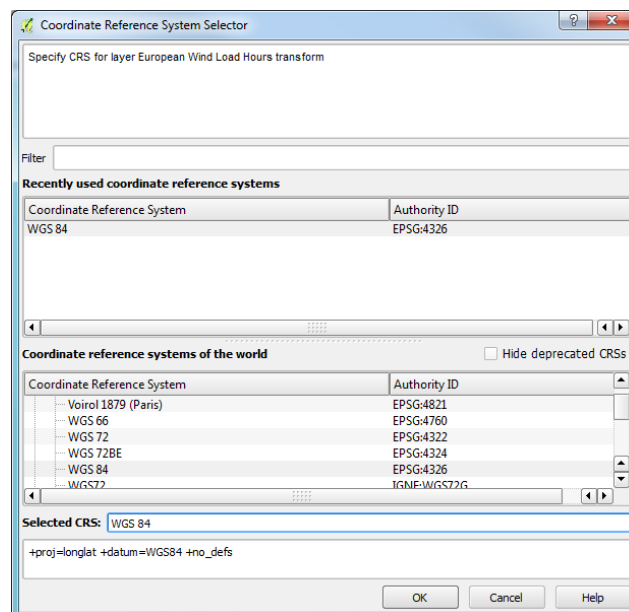 Coordinate Reference System Selector
Specify CRS for layer European Wind Load Hours transform
Filter
Recently used coordinate reference systems
Coordinate Reference System Authority ID
WGS 84 EPSG:4326
Coordinate reference systems of the world Hide deprecated CRSs
Coordinate Reference System Authority ID
Voirol 1879 (Paris) EPSG:4821
WGS 66 EPSG:4760
WGS 72 EPSG:4322
WGS 72BE EPSG:4324
WGS 84 EPSG:4326
WGS72 IGNF:WGS72G
Selected CRS: WGS 84
+proj=longlat +datum=WGS84 +no_defs
OK Cancel Help